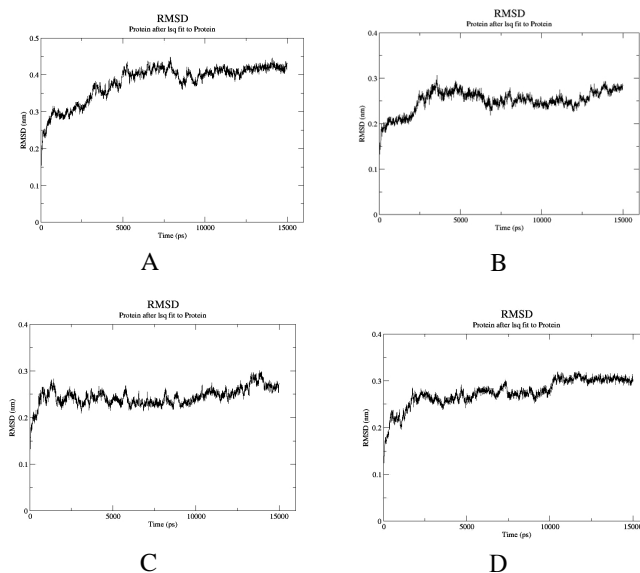 RMSD
Protein after lsq fit to Protein
0.5
0.4
0.3
0.2
0.1
0
RMSD (nm)
0 5000 10000 15000
Time (ps)
A
RMSD
Protein after lsq fit to Protein
0.4
0.3
0.2
0.1
0
RMSD (nm)
0 5000 10000 15000
Time (ps)
B
RMSD
Protein after lsq fit to Protein
0.4
0.3
0.2
0.1
0
RMSD (nm)
0 5000 10000 15000
Time (ps)
C
RMSD
Protein after lsq fit to Protein
0.4
0.3
0.2
0.1
0
RMSD (nm)
0 5000 10000 15000
Time (ps)
D